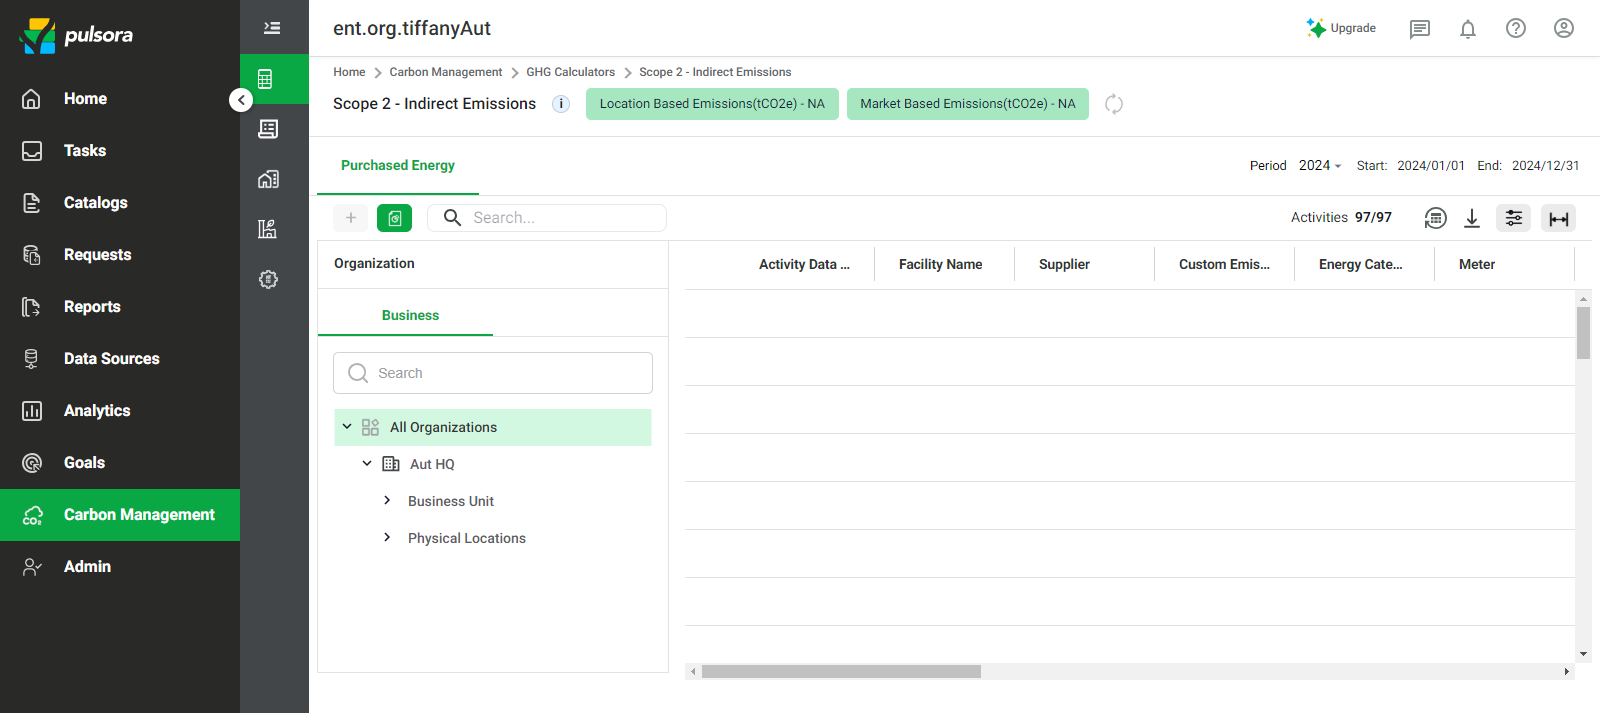 pulsora
Home
Tasks
Catalogs
Requests
Reports
Data Sources
Analytics
Goals
Carbon Management
Admin
ent.org.tiffanyAut
Upgrade
Home > Carbon Management > GHG Calculators > Scope 2 - Indirect Emissions
Scope 2 - Indirect Emissions
Location Based Emissions(tCO2e) - NA
Market Based Emissions(tCO2e) - NA
Purchased Energy
Period 2024 Start: 2024/01/01 End: 2024/12/31
Search...
Activities 97/97
Organization
Business
Search
All Organizations
Aut HQ
Business Unit
Physical Locations
Activity Data ... Facility Name Supplier Custom Emis... Energy Cate... Meter